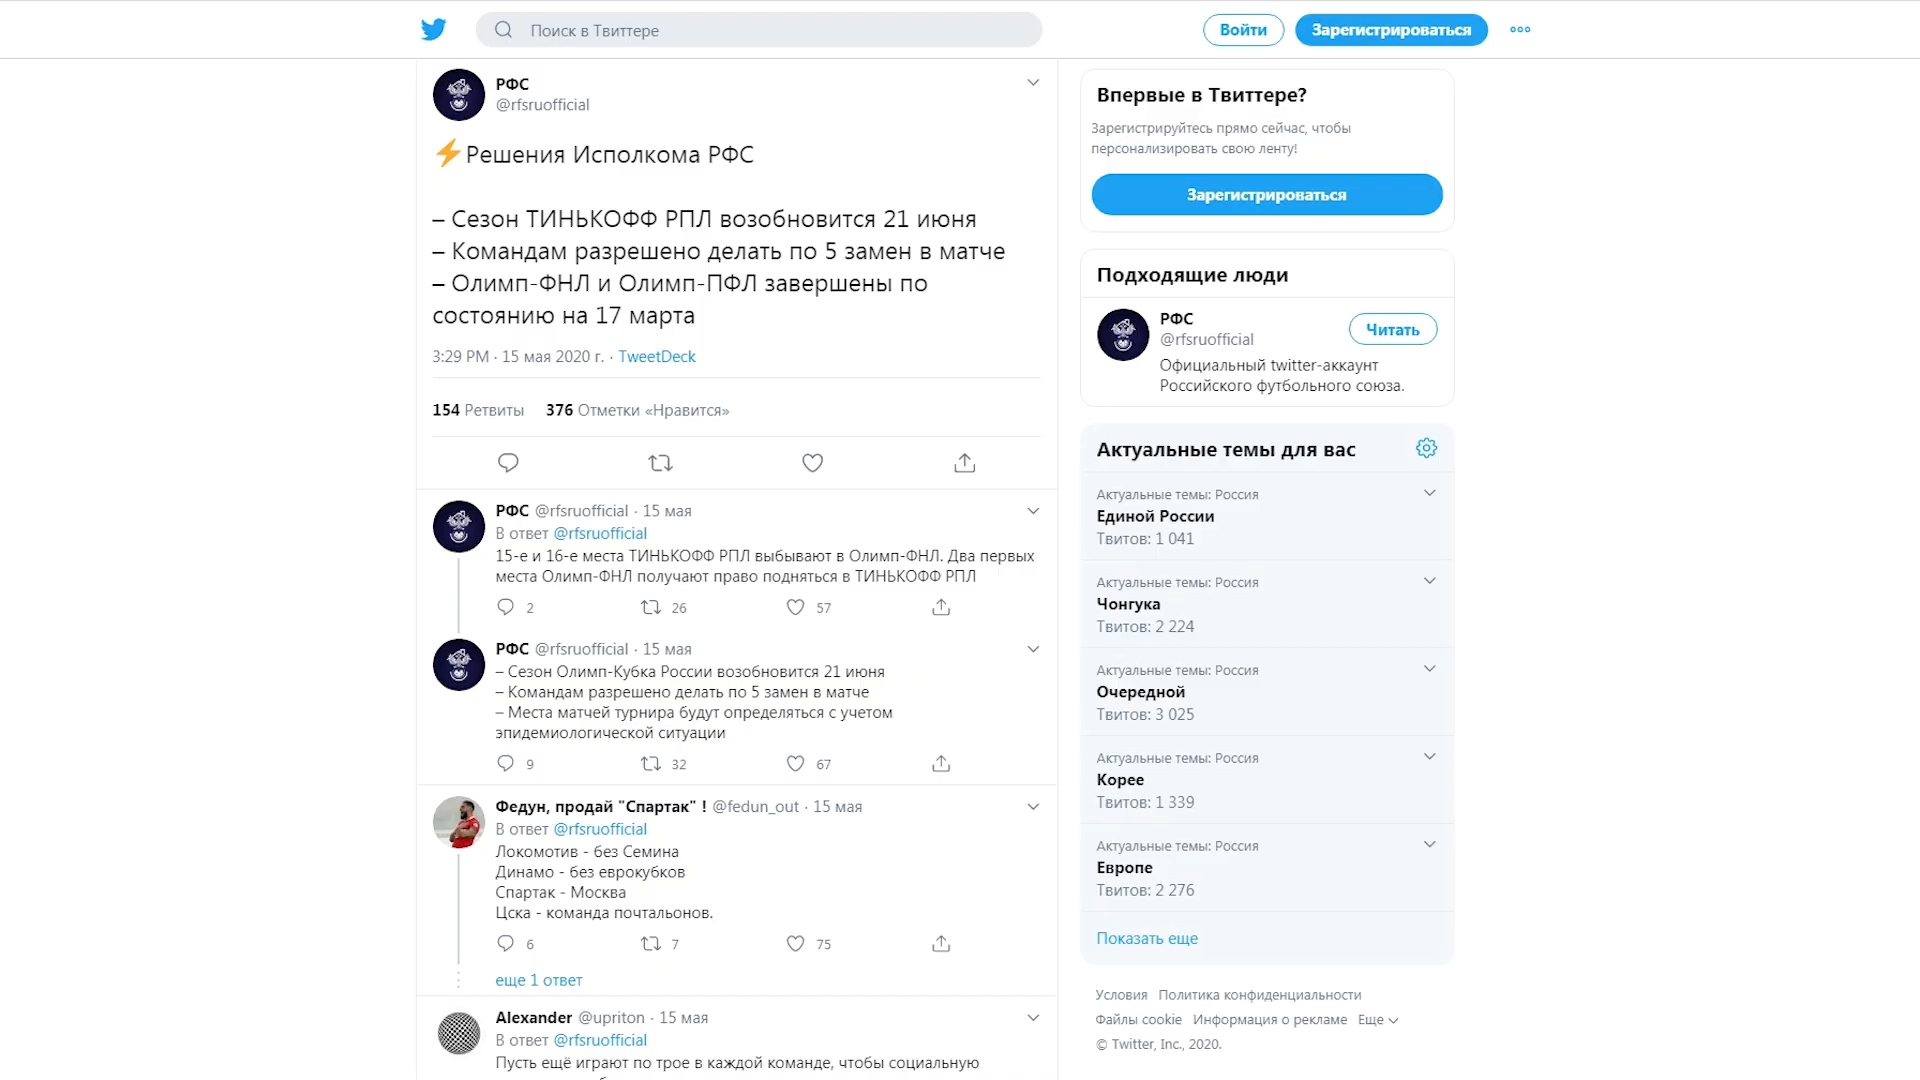 Поиск в Твиттере
Войти
Зарегистрироваться
РФС
@rfsruofficial
⚡Решения Исполкома РФС
– Сезон ТИНЬКОФФ РПЛ возобновится 21 июня
– Командам разрешено делать по 5 замен в матче
– Олимп-ФНЛ и Олимп-ПФЛ завершены по
состоянию на 17 марта
3:29 PM · 15 мая 2020 г. · TweetDeck
154 Ретвиты 376 Отметки «Нравится»
РФС @rfsruofficial · 15 мая
В ответ @rfsruofficial
15-е и 16-е места ТИНЬКОФФ РПЛ выбывают в Олимп-ФНЛ. Два первых
места Олимп-ФНЛ получают право подняться в ТИНЬКОФФ РПЛ
2 26 57
РФС @rfsruofficial · 15 мая
– Сезон Олимп-Кубка России возобновится 21 июня
– Командам разрешено делать по 5 замен в матче
– Места матчей турнира будут определяться с учетом
эпидемиологической ситуации
9 32 67
Федун, продай "Спартак" ! @fedun_out · 15 мая
В ответ @rfsruofficial
Локомотив - без Семина
Динамо - без еврокубков
Спартак - Москва
Цска - команда почтальонов.
6 7 75
еще 1 ответ
Alexander @upriton · 15 мая
В ответ @rfsruofficial
Пусть ещё играют по трое в каждой команде, чтобы социальную
Впервые в Твиттере?
Зарегистрируйтесь прямо сейчас, чтобы
персонализировать свою ленту!
Зарегистрироваться
Подходящие люди
РФС
@rfsruofficial
Читать
Официальный twitter-аккаунт
Российского футбольного союза.
Актуальные темы для вас
Актуальные темы: Россия
Единой России
Твитов: 1 041
Актуальные темы: Россия
Чонгука
Твитов: 2 224
Актуальные темы: Россия
Очередной
Твитов: 3 025
Актуальные темы: Россия
Корее
Твитов: 1 339
Актуальные темы: Россия
Европе
Твитов: 2 276
Показать еще
Условия Политика конфиденциальности
Файлы cookie Информация о рекламе Еще
© Twitter, Inc., 2020.